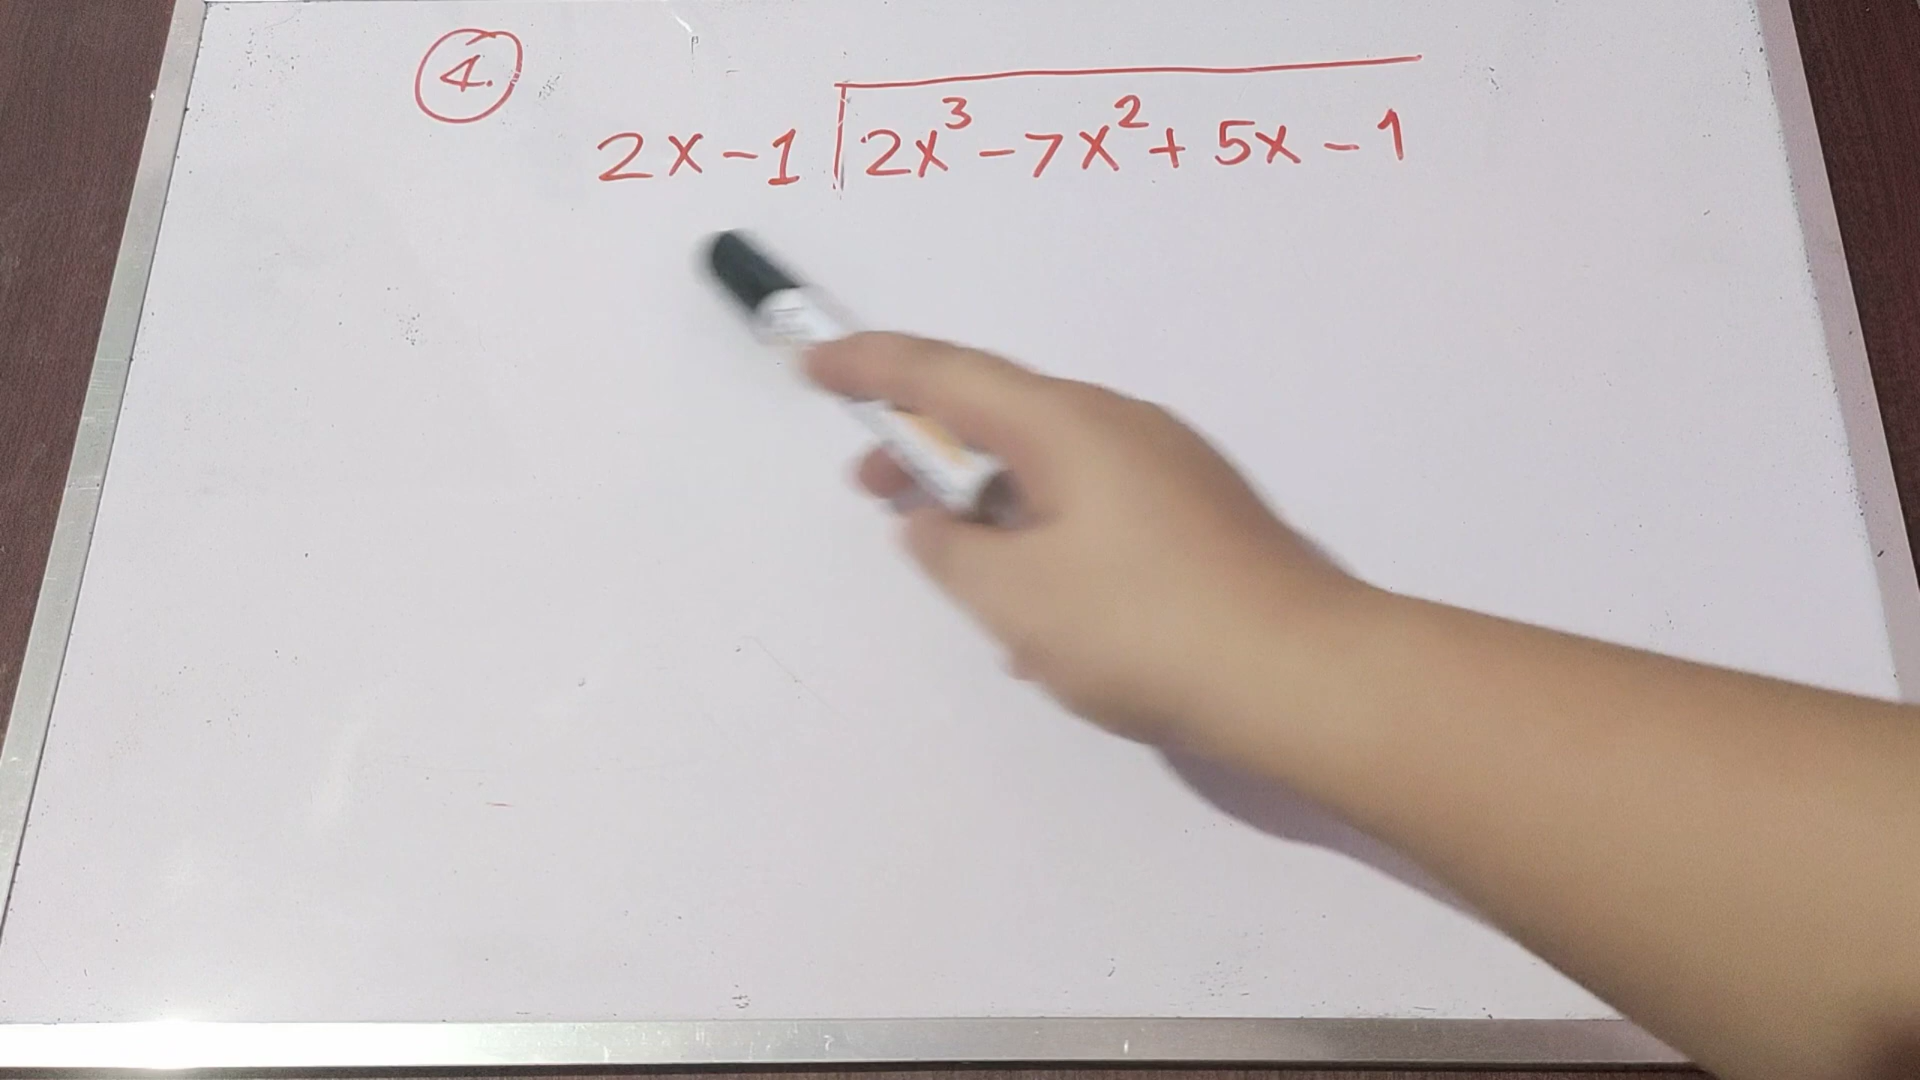 4.
2x - 1 2x³ - 7x² + 5x - 1